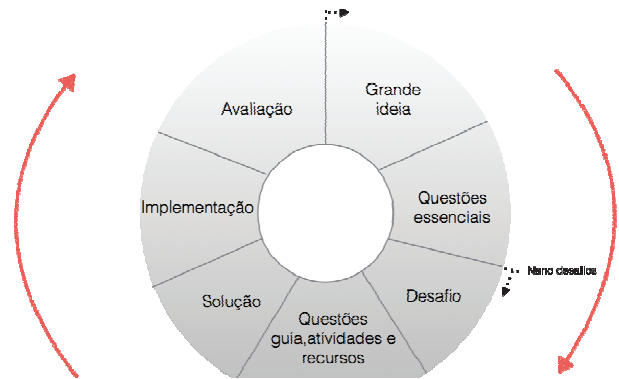 Grande
ideia
Questões
essenciais
Nano desafios
Desafio
Questões
guia,atividades e
recursos
Solução
Implementação
Avaliação